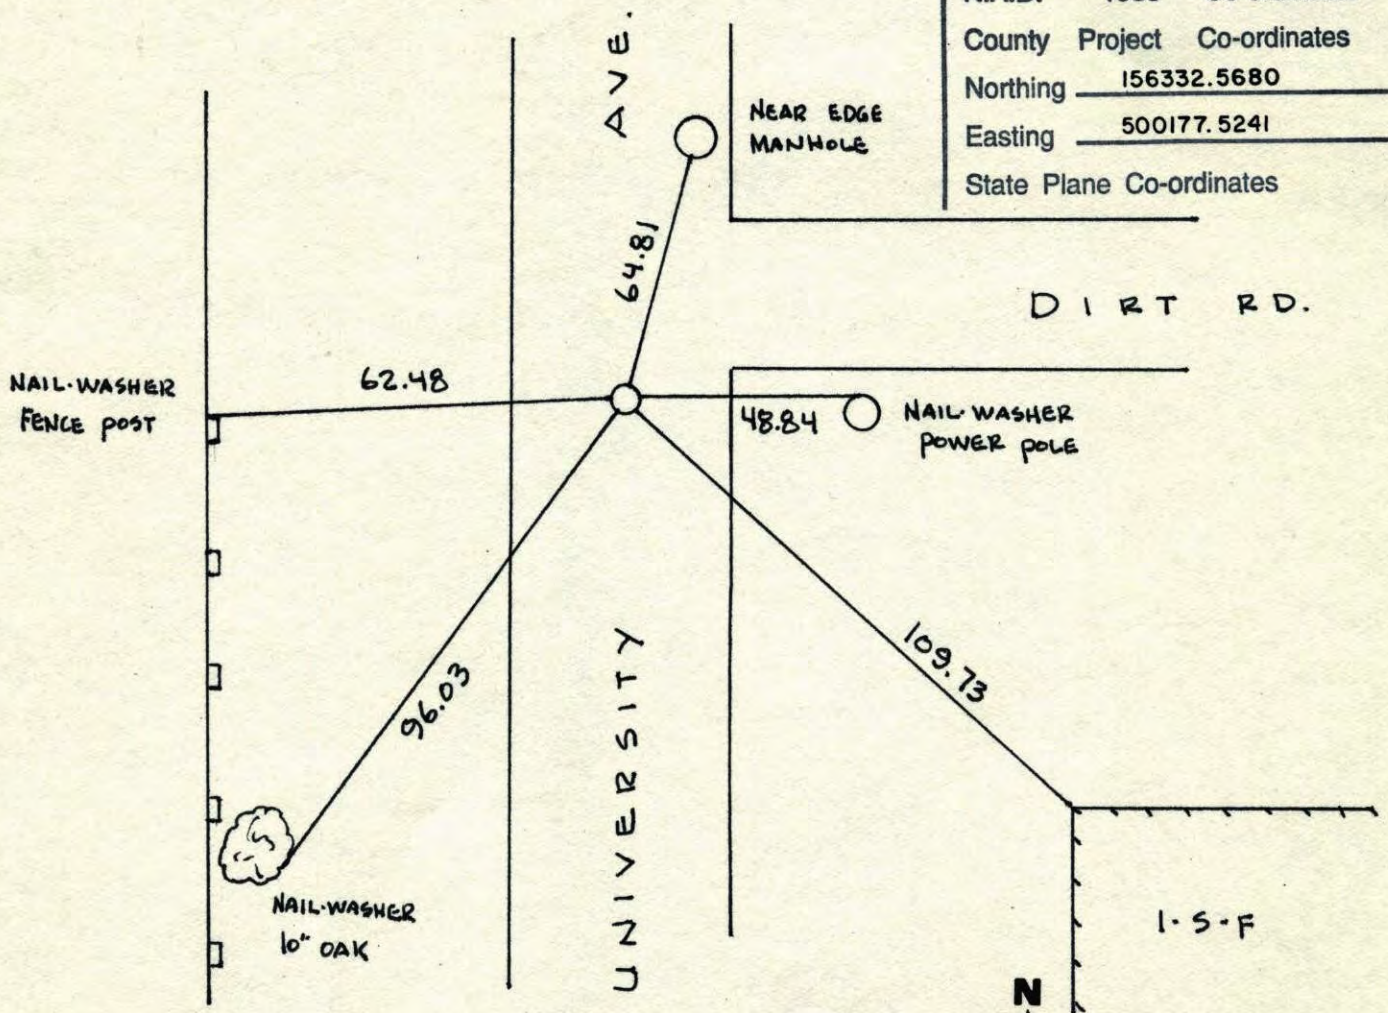 County Project Co-ordinates
Northing 156332.5680
Easting 500177.5241
State Plane Co-ordinates
UNIVERSITY AVE.
NEAR EDGE
MANHOLE
64.81
DIRT RD.
NAIL-WASHER
FENCE POST
62.48
48.84
NAIL-WASHER
POWER POLE
96.03
109.73
NAIL-WASHER
10" OAK
1-S-F
N